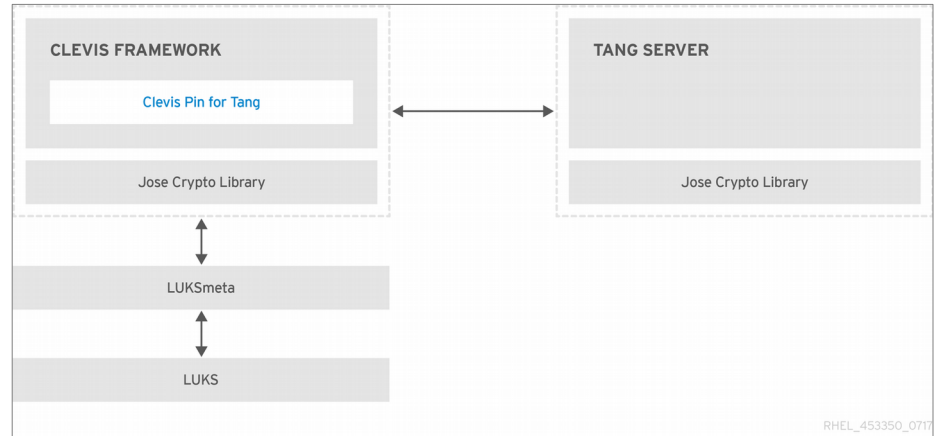 CLEVIS FRAMEWORK
Clevis Pin for Tang
Jose Crypto Library
TANG SERVER
Jose Crypto Library
LUKSmeta
LUKS
RHEL_453350_0717